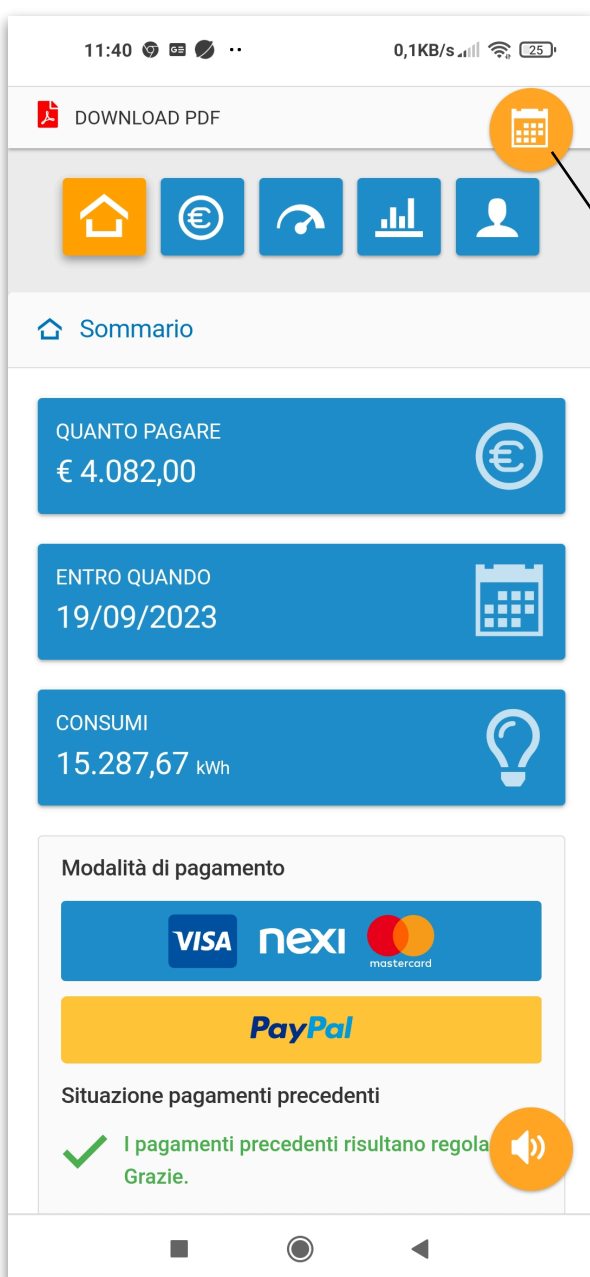 11:40
0,1KB/s
25
DOWNLOAD PDF
Sommario
QUANTO PAGARE
€ 4.082,00
ENTRO QUANDO
19/09/2023
CONSUMI
15.287,67 kWh
Modalità di pagamento
VISA nexi mastercard
PayPal
Situazione pagamenti precedenti
I pagamenti precedenti risultano regola
Grazie.